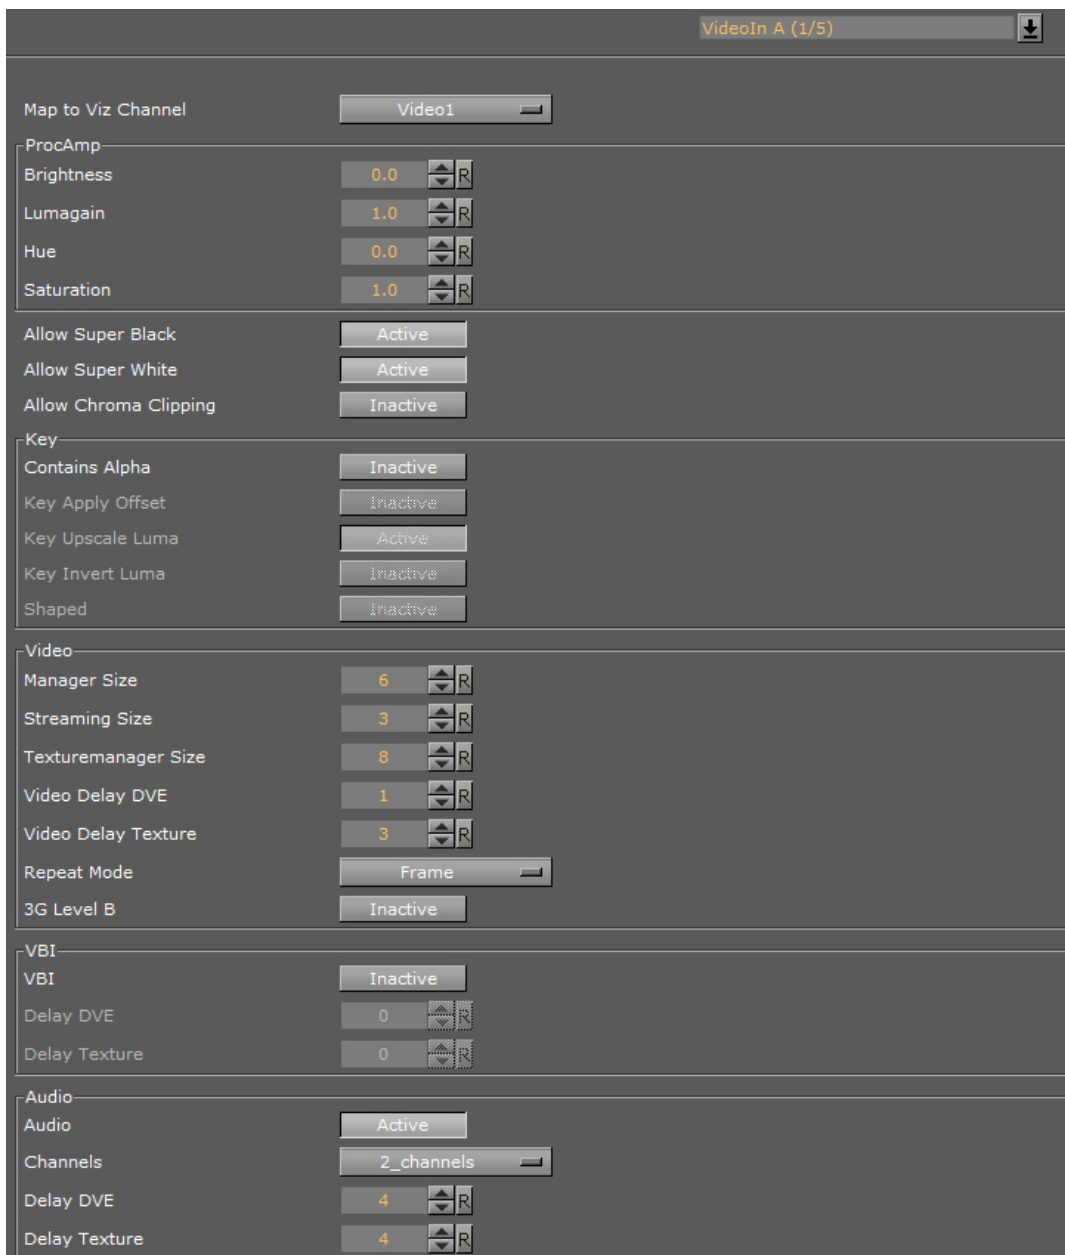 VideoIn A (1/5)
Map to Viz Channel Video1
ProcAmp
Brightness 0.0 R
Lumagain 1.0 R
Hue 0.0 R
Saturation 1.0 R
Allow Super Black Active
Allow Super White Active
Allow Chroma Clipping Inactive
Key
Contains Alpha Inactive
Key Apply Offset Inactive
Key Upscale Luma Active
Key Invert Luma Inactive
Shaped Inactive
Video
Manager Size 6 R
Streaming Size 3 R
Texturemanager Size 8 R
Video Delay DVE 1 R
Video Delay Texture 3 R
Repeat Mode Frame
3G Level B Inactive
VBI
VBI Inactive
Delay DVE 0 R
Delay Texture 0 R
Audio
Audio Active
Channels 2_channels
Delay DVE 4 R
Delay Texture 4 R